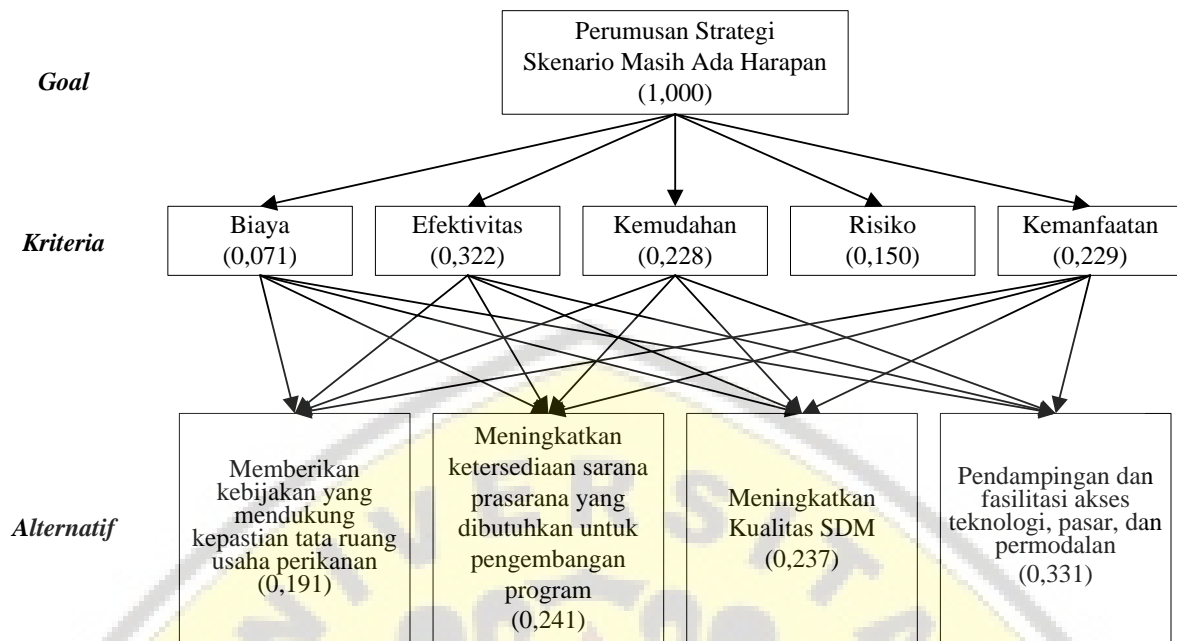 Goal
Perumusan Strategi
Skenario Masih Ada Harapan
(1,000)
Kriteria
Biaya
(0,071)
Efektivitas
(0,322)
Kemudahan
(0,228)
Risiko
(0,150)
Kemanfaatan
(0,229)
Alternatif
Memberikan
kebijakan yang
mendukung
kepastian tata ruang
usaha perikanan
(0,191)
Meningkatkan
ketersediaan sarana
prasarana yang
dibutuhkan untuk
pengembangan
program
(0,241)
Meningkatkan
Kualitas SDM
(0,237)
Pendampingan dan
fasilitasi akses
teknologi, pasar, dan
permodalan
(0,331)